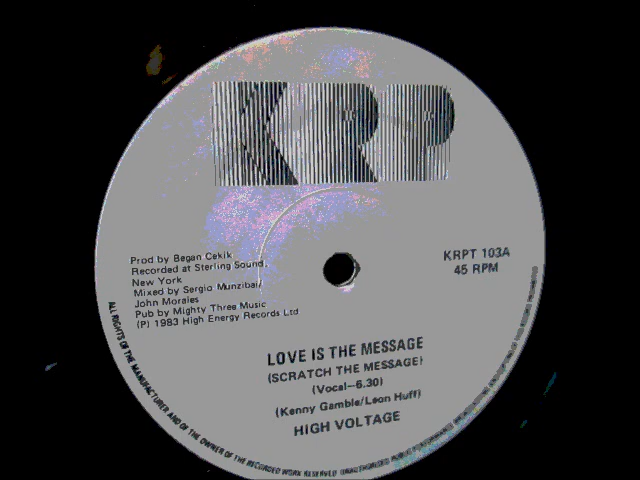 KRP
Prod by Began Cekik
Recorded at Sterling Sound,
New York
Mixed by Sergio Munzibai/
John Morales
Pub by Mighty Three Music
(P) 1983 High Energy Records Ltd
KRPT 103A
45 RPM
LOVE IS THE MESSAGE
(SCRATCH THE MESSAGE)
(Vocal—6.30)
(Kenny Gamble/Leon Huff)
HIGH VOLTAGE
ALL RIGHTS OF THE MANUFACTURER AND OF THE OWNER OF THE RECORDED WORK RESERVED UNAUTHORISED PUBLIC PERFORMANCE